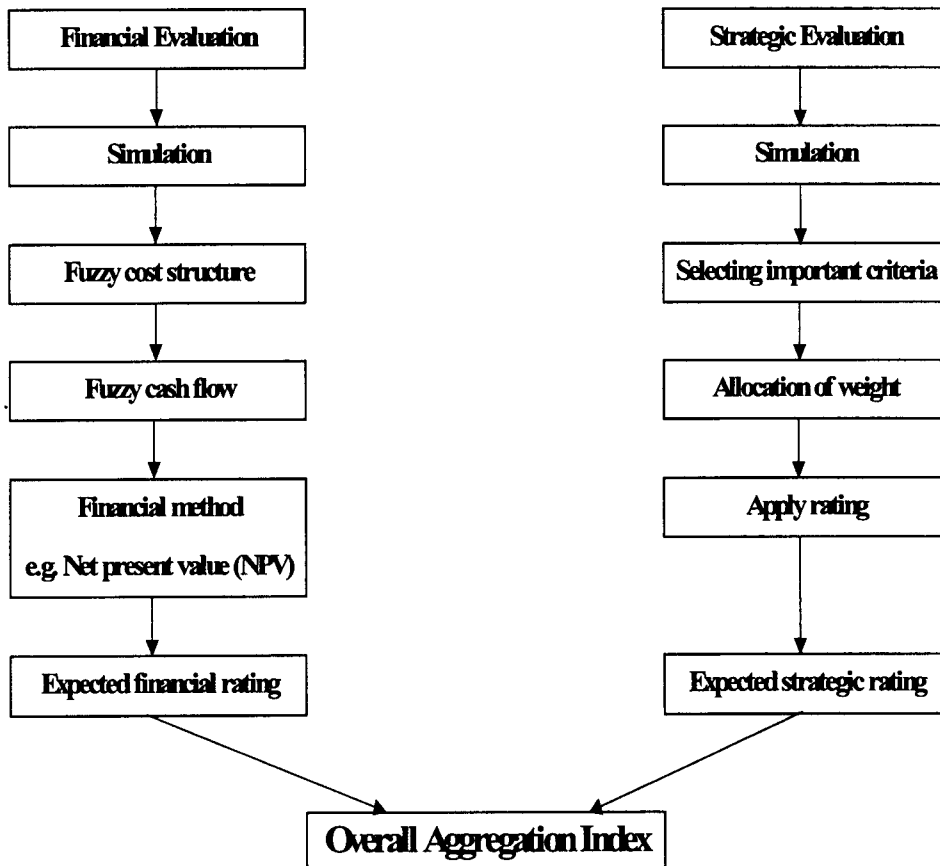 Financial Evaluation
Simulation
Fuzzy cost structure
Fuzzy cash flow
Financial method
e.g. Net present value (NPV)
Expected financial rating
Strategic Evaluation
Simulation
Selecting important criteria
Allocation of weight
Apply rating
Expected strategic rating
Overall Aggregation Index